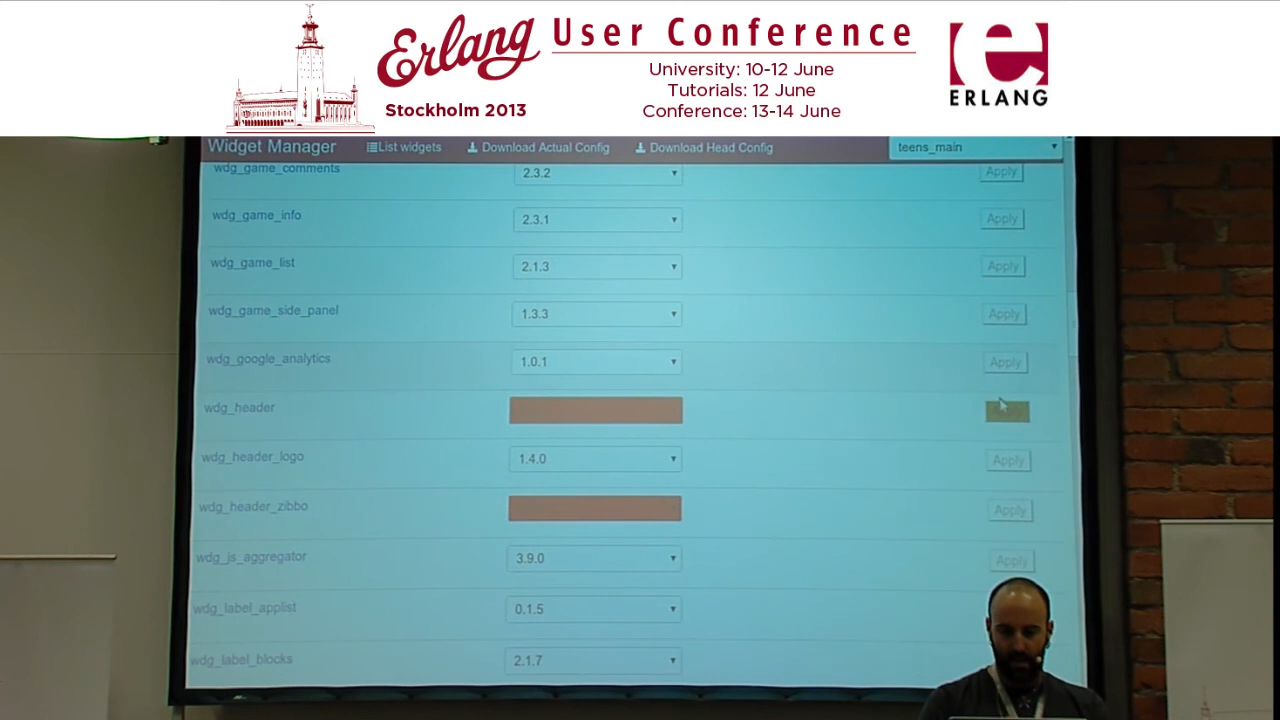 Erlang User Conference
Stockholm 2013
University: 10-12 June
Tutorials: 12 June
Conference: 13-14 June
ERLANG
Widget Manager List widgets Download Actual Config Download Head Config teens_main
wdg_game_comments 2.3.2 Apply
wdg_game_info 2.3.1 Apply
wdg_game_list 2.1.3 Apply
wdg_game_side_panel 1.3.3 Apply
wdg_google_analytics 1.0.1 Apply
wdg_header
wdg_header_logo 1.4.0 Apply
wdg_header_zibbo Apply
wdg_js_aggregator 3.9.0 Apply
wdg_label_applist 0.1.5
wdg_label_blocks 2.1.7